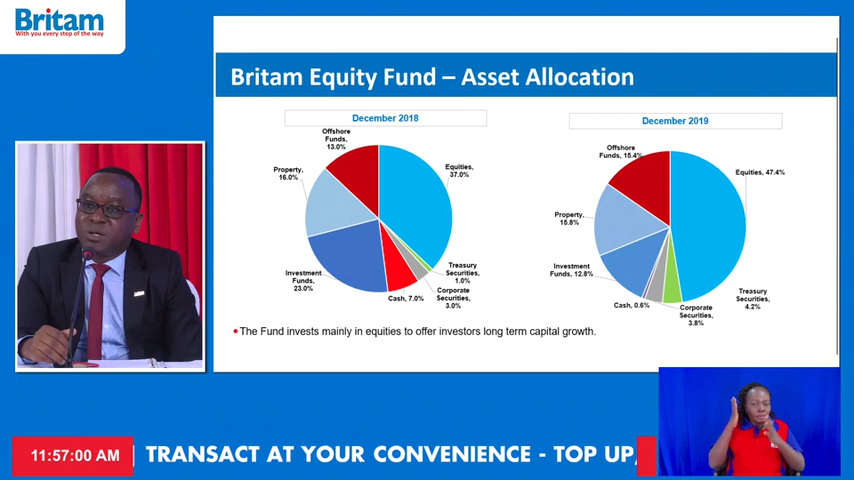 Britam
With you every step of the way
Britam Equity Fund – Asset Allocation
December 2018
Offshore
Funds,
13.0%
Equities,
37.0%
Property,
16.0%
Investment
Funds,
23.0%
Cash, 7.0%
Treasury
Securities,
1.0%
Corporate
Securities,
3.0%
December 2019
Offshore
Funds, 15.4%
Equities, 47.4%
Property,
15.8%
Investment
Funds, 12.8%
Cash, 0.6%
Corporate
Securities,
3.8%
Treasury
Securities,
4.2%
The Fund invests mainly in equities to offer investors long term capital growth.
11:57:00 AM
TRANSACT AT YOUR CONVENIENCE - TOP UP,